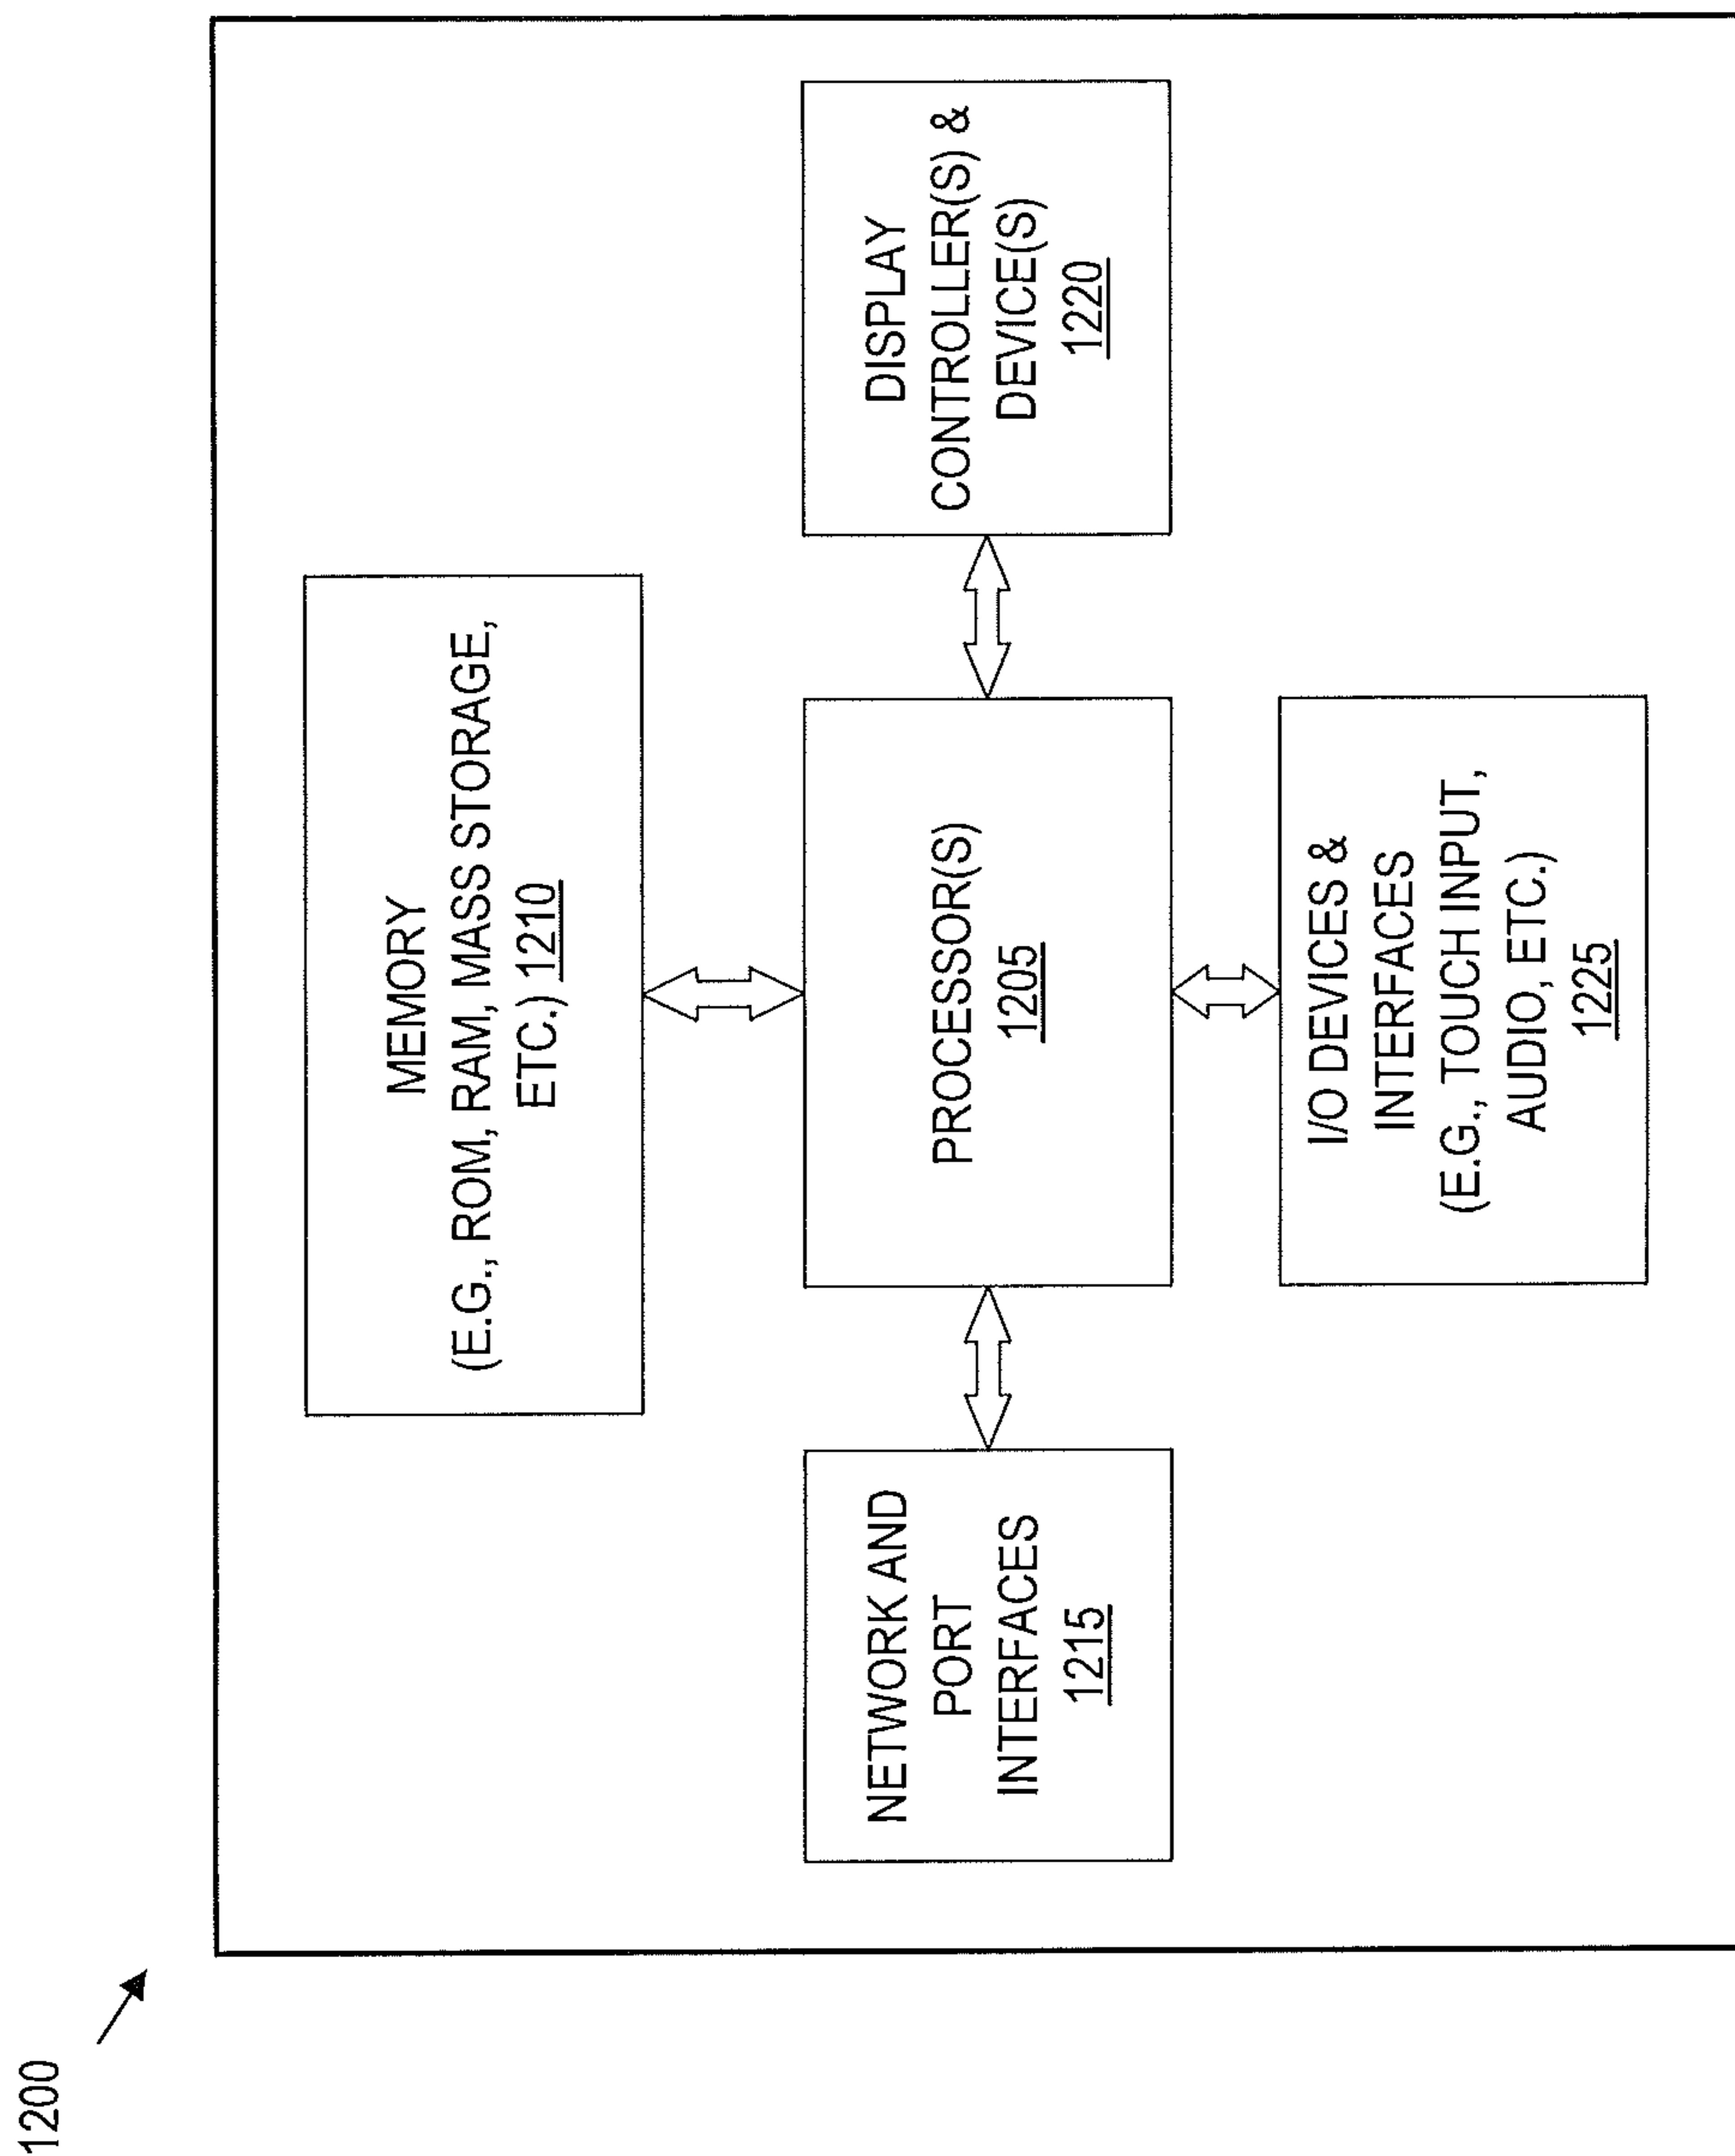 1200
MEMORY
(E.G., ROM, RAM, MASS STORAGE,
ETC.) 1210
NETWORK AND
PORT
INTERFACES
1215
PROCESSOR(S)
1205
DISPLAY
CONTROLLER(S) &
DEVICE(S)
1220
I/O DEVICES &
INTERFACES
(E.G., TOUCH INPUT,
AUDIO, ETC.)
1225